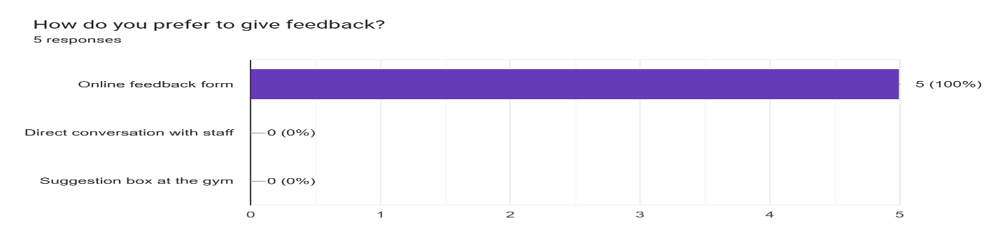 How do you prefer to give feedback?
5 responses
Online feedback form
5 (100%)
Direct conversation with staff
0 (0%)
Suggestion box at the gym
0 (0%)
0 1 2 3 4 5